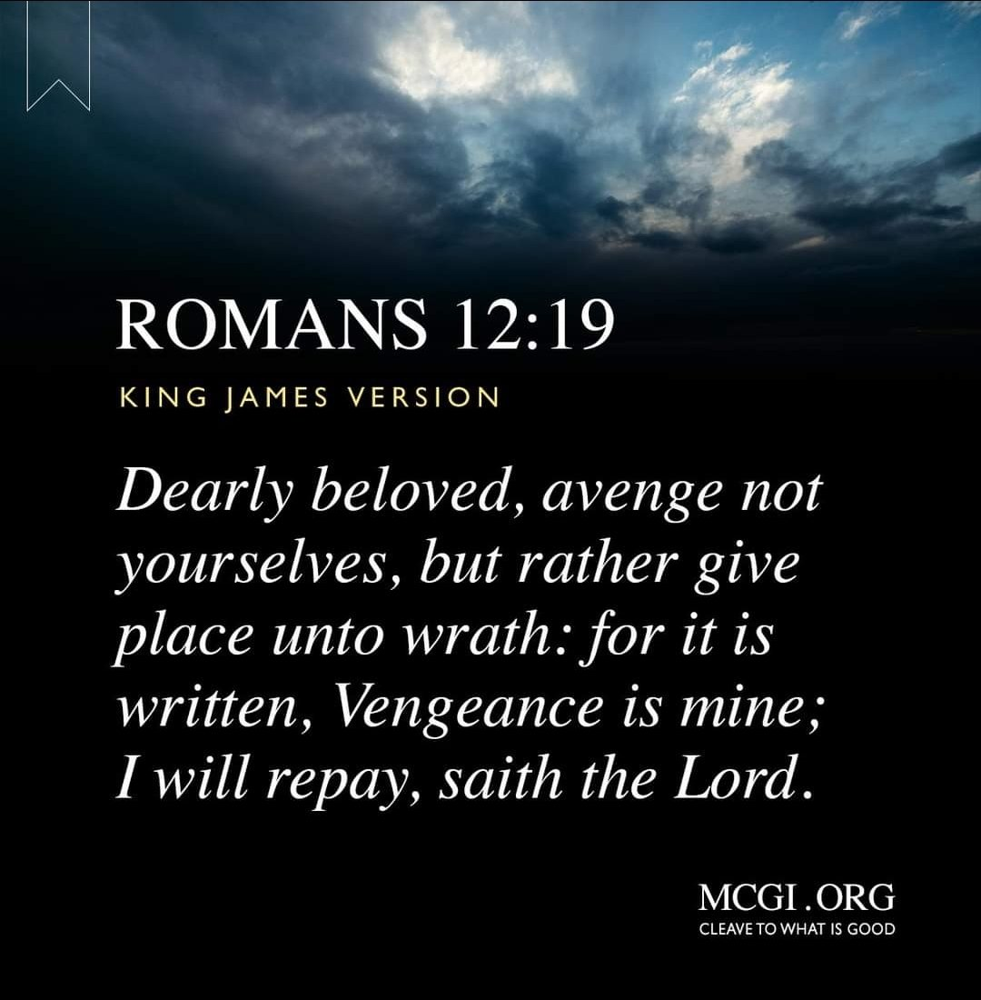 ROMANS 12:19
KING JAMES VERSION
Dearly beloved, avenge not
yourselves, but rather give
place unto wrath: for it is
written, Vengeance is mine;
I will repay, saith the Lord.
MCGI.ORG
CLEAVE TO WHAT IS GOOD